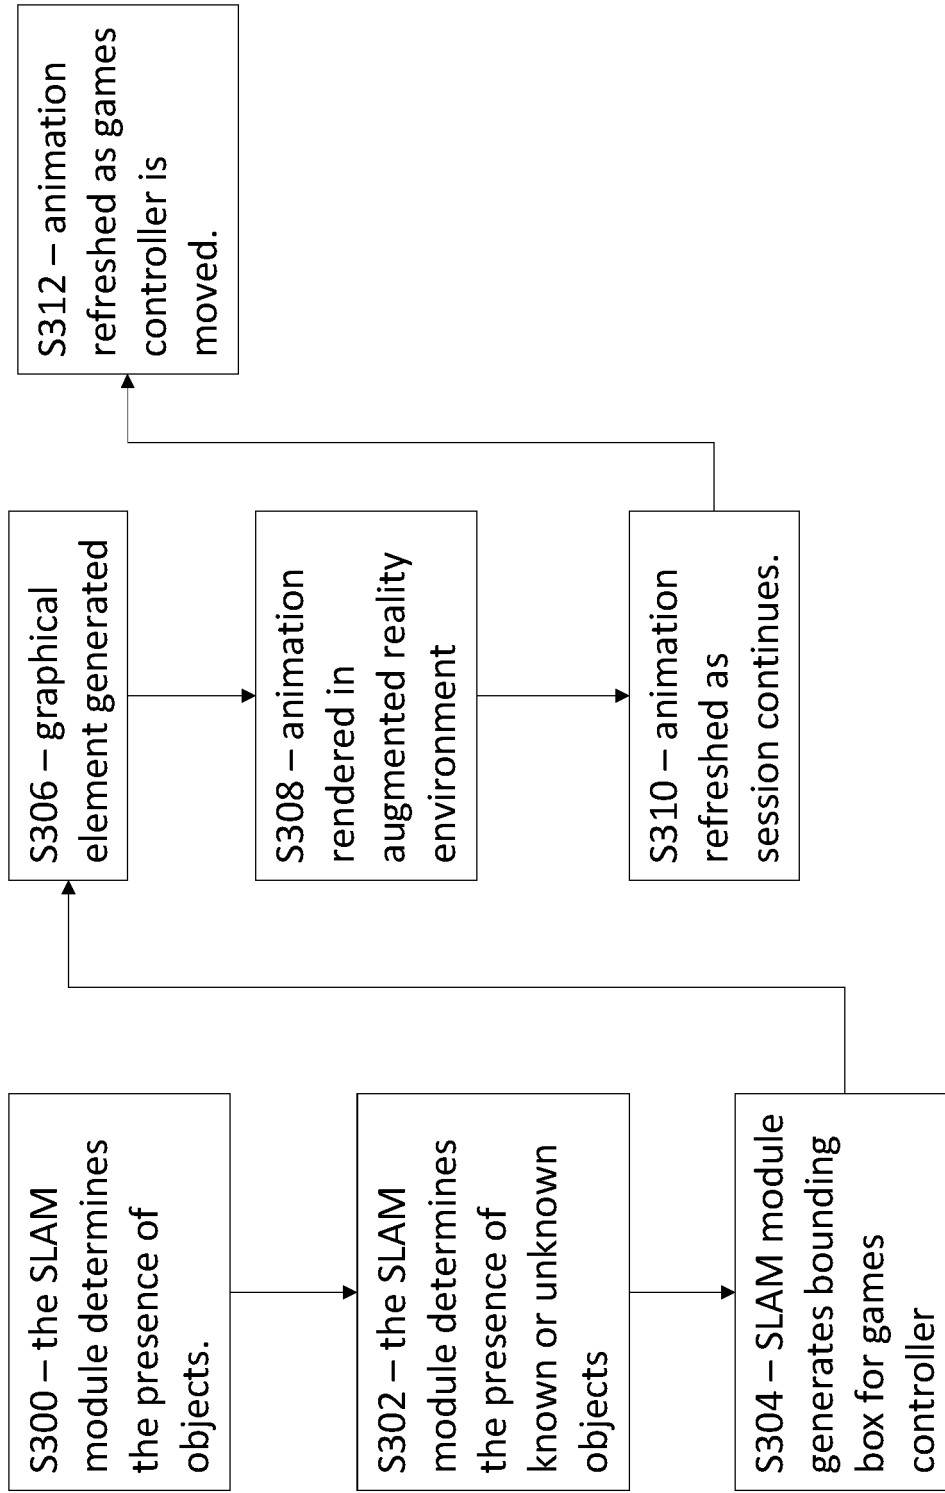 S300 – the SLAM
module determines
the presence of
objects.
S302 – the SLAM
module determines
the presence of
known or unknown
objects
S304 – SLAM module
generates bounding
box for games
controller
S306 – graphical
element generated
S308 – animation
rendered in
augmented reality
environment
S310 – animation
refreshed as
session continues.
S312 – animation
refreshed as games
controller is
moved.